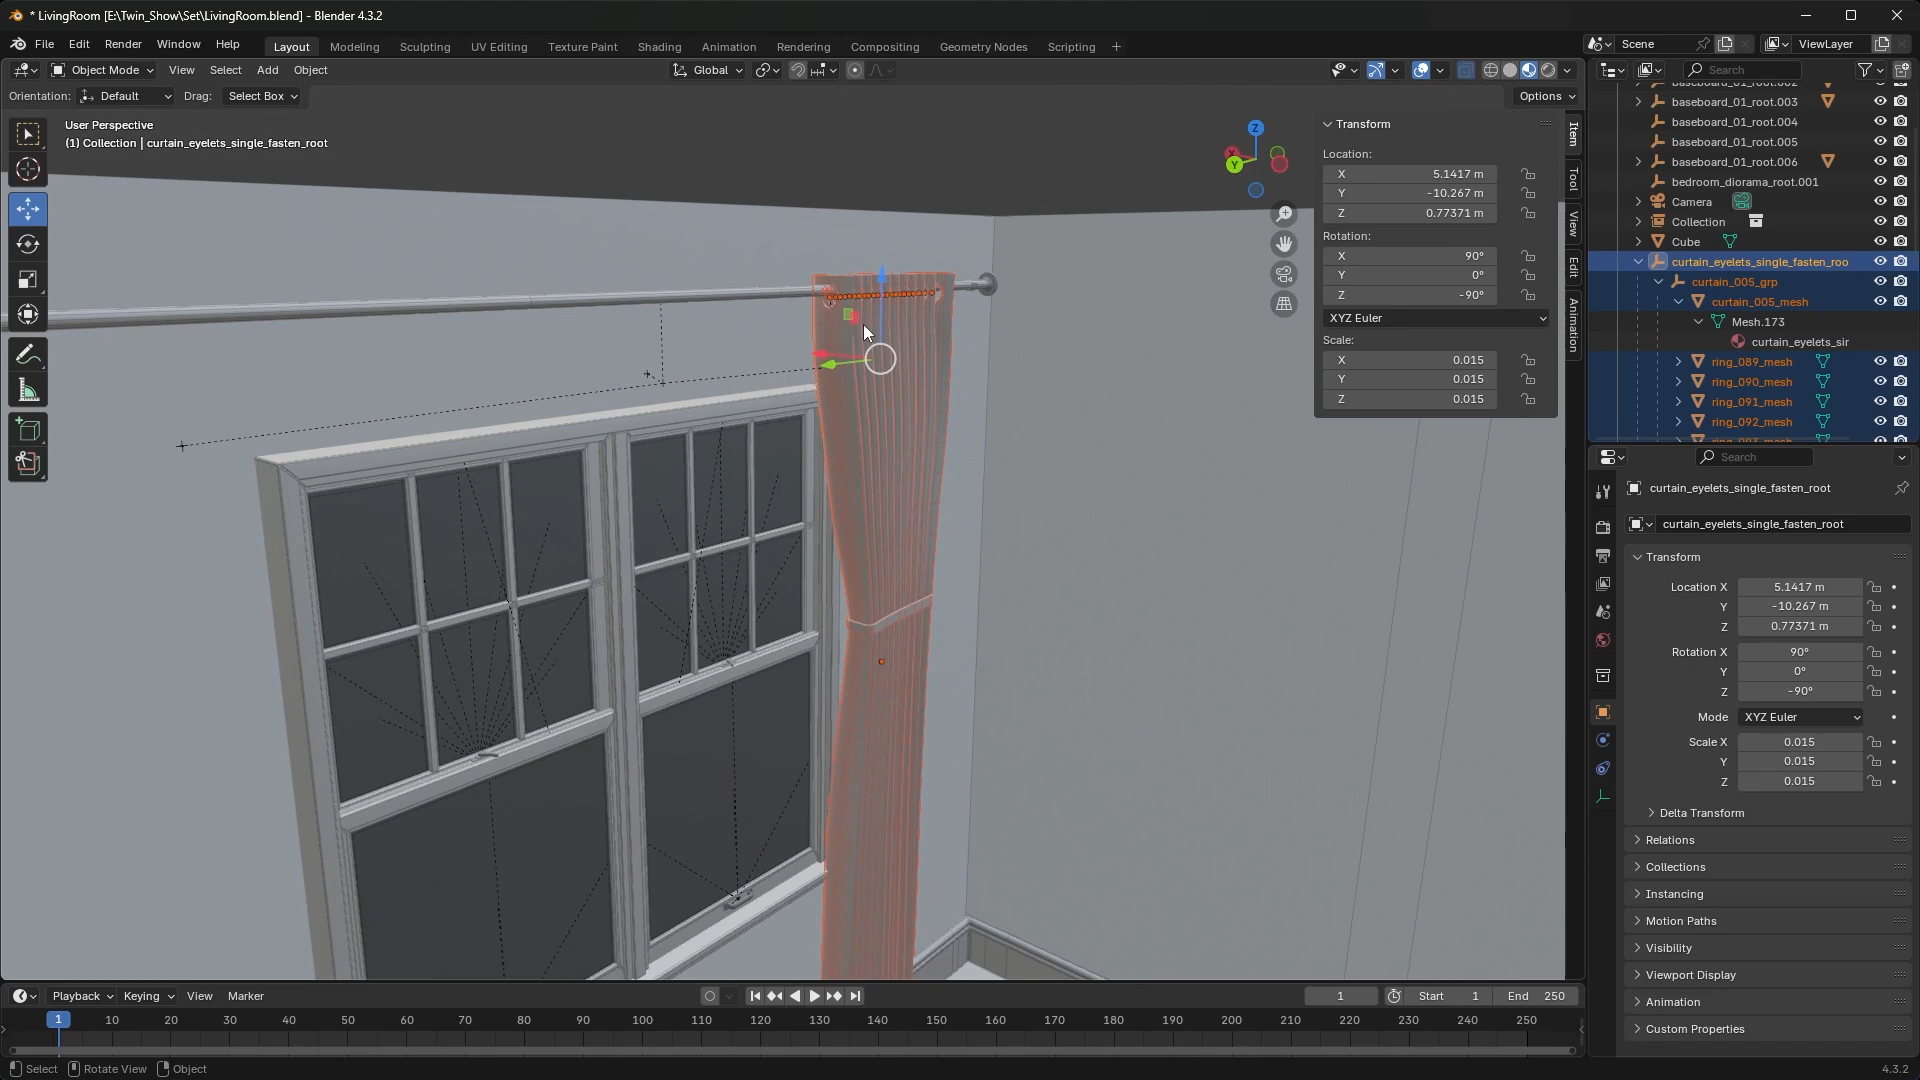 * LivingRoom [E:\Twin_Show\Set\LivingRoom.blend] - Blender 4.3.2
File Edit Render Window Help
Layout Modeling Sculpting UV Editing Texture Paint Shading Animation Rendering Compositing Geometry Nodes Scripting +
Scene
ViewLayer
Object Mode View Select Add Object
Global
Search
Orientation: Default Drag: Select Box
Options
User Perspective
(1) Collection | curtain_eyelets_single_fasten_root
Z
Y
Transform
Location:
X 5.1417 m
Y -10.267 m
Z 0.77371 m
Rotation:
X 90°
Y 0°
Z -90°
XYZ Euler
Scale:
X 0.015
Y 0.015
Z 0.015
Item
Tool
View
Edit
Animation
baseboard_01_root.002
baseboard_01_root.003
baseboard_01_root.004
baseboard_01_root.005
baseboard_01_root.006
bedroom_diorama_root.001
Camera
Collection
Cube
curtain_eyelets_single_fasten_roo
curtain_005_grp
curtain_005_mesh
Mesh.173
curtain_eyelets_sir
ring_089_mesh
ring_090_mesh
ring_091_mesh
ring_092_mesh
ring_093_mesh
Search
curtain_eyelets_single_fasten_root
curtain_eyelets_single_fasten_root
Transform
Location X 5.1417 m
Y -10.267 m
Z 0.77371 m
Rotation X 90°
Y 0°
Z -90°
Mode XYZ Euler
Scale X 0.015
Y 0.015
Z 0.015
Delta Transform
Relations
Collections
Instancing
Motion Paths
Visibility
Viewport Display
Animation
Custom Properties
Playback Keying View Marker
1 Start 1 End 250
1 10 20 30 40 50 60 70 80 90 100 110 120 130 140 150 160 170 180 190 200 210 220 230 240 250
Select Rotate View Object
4.3.2